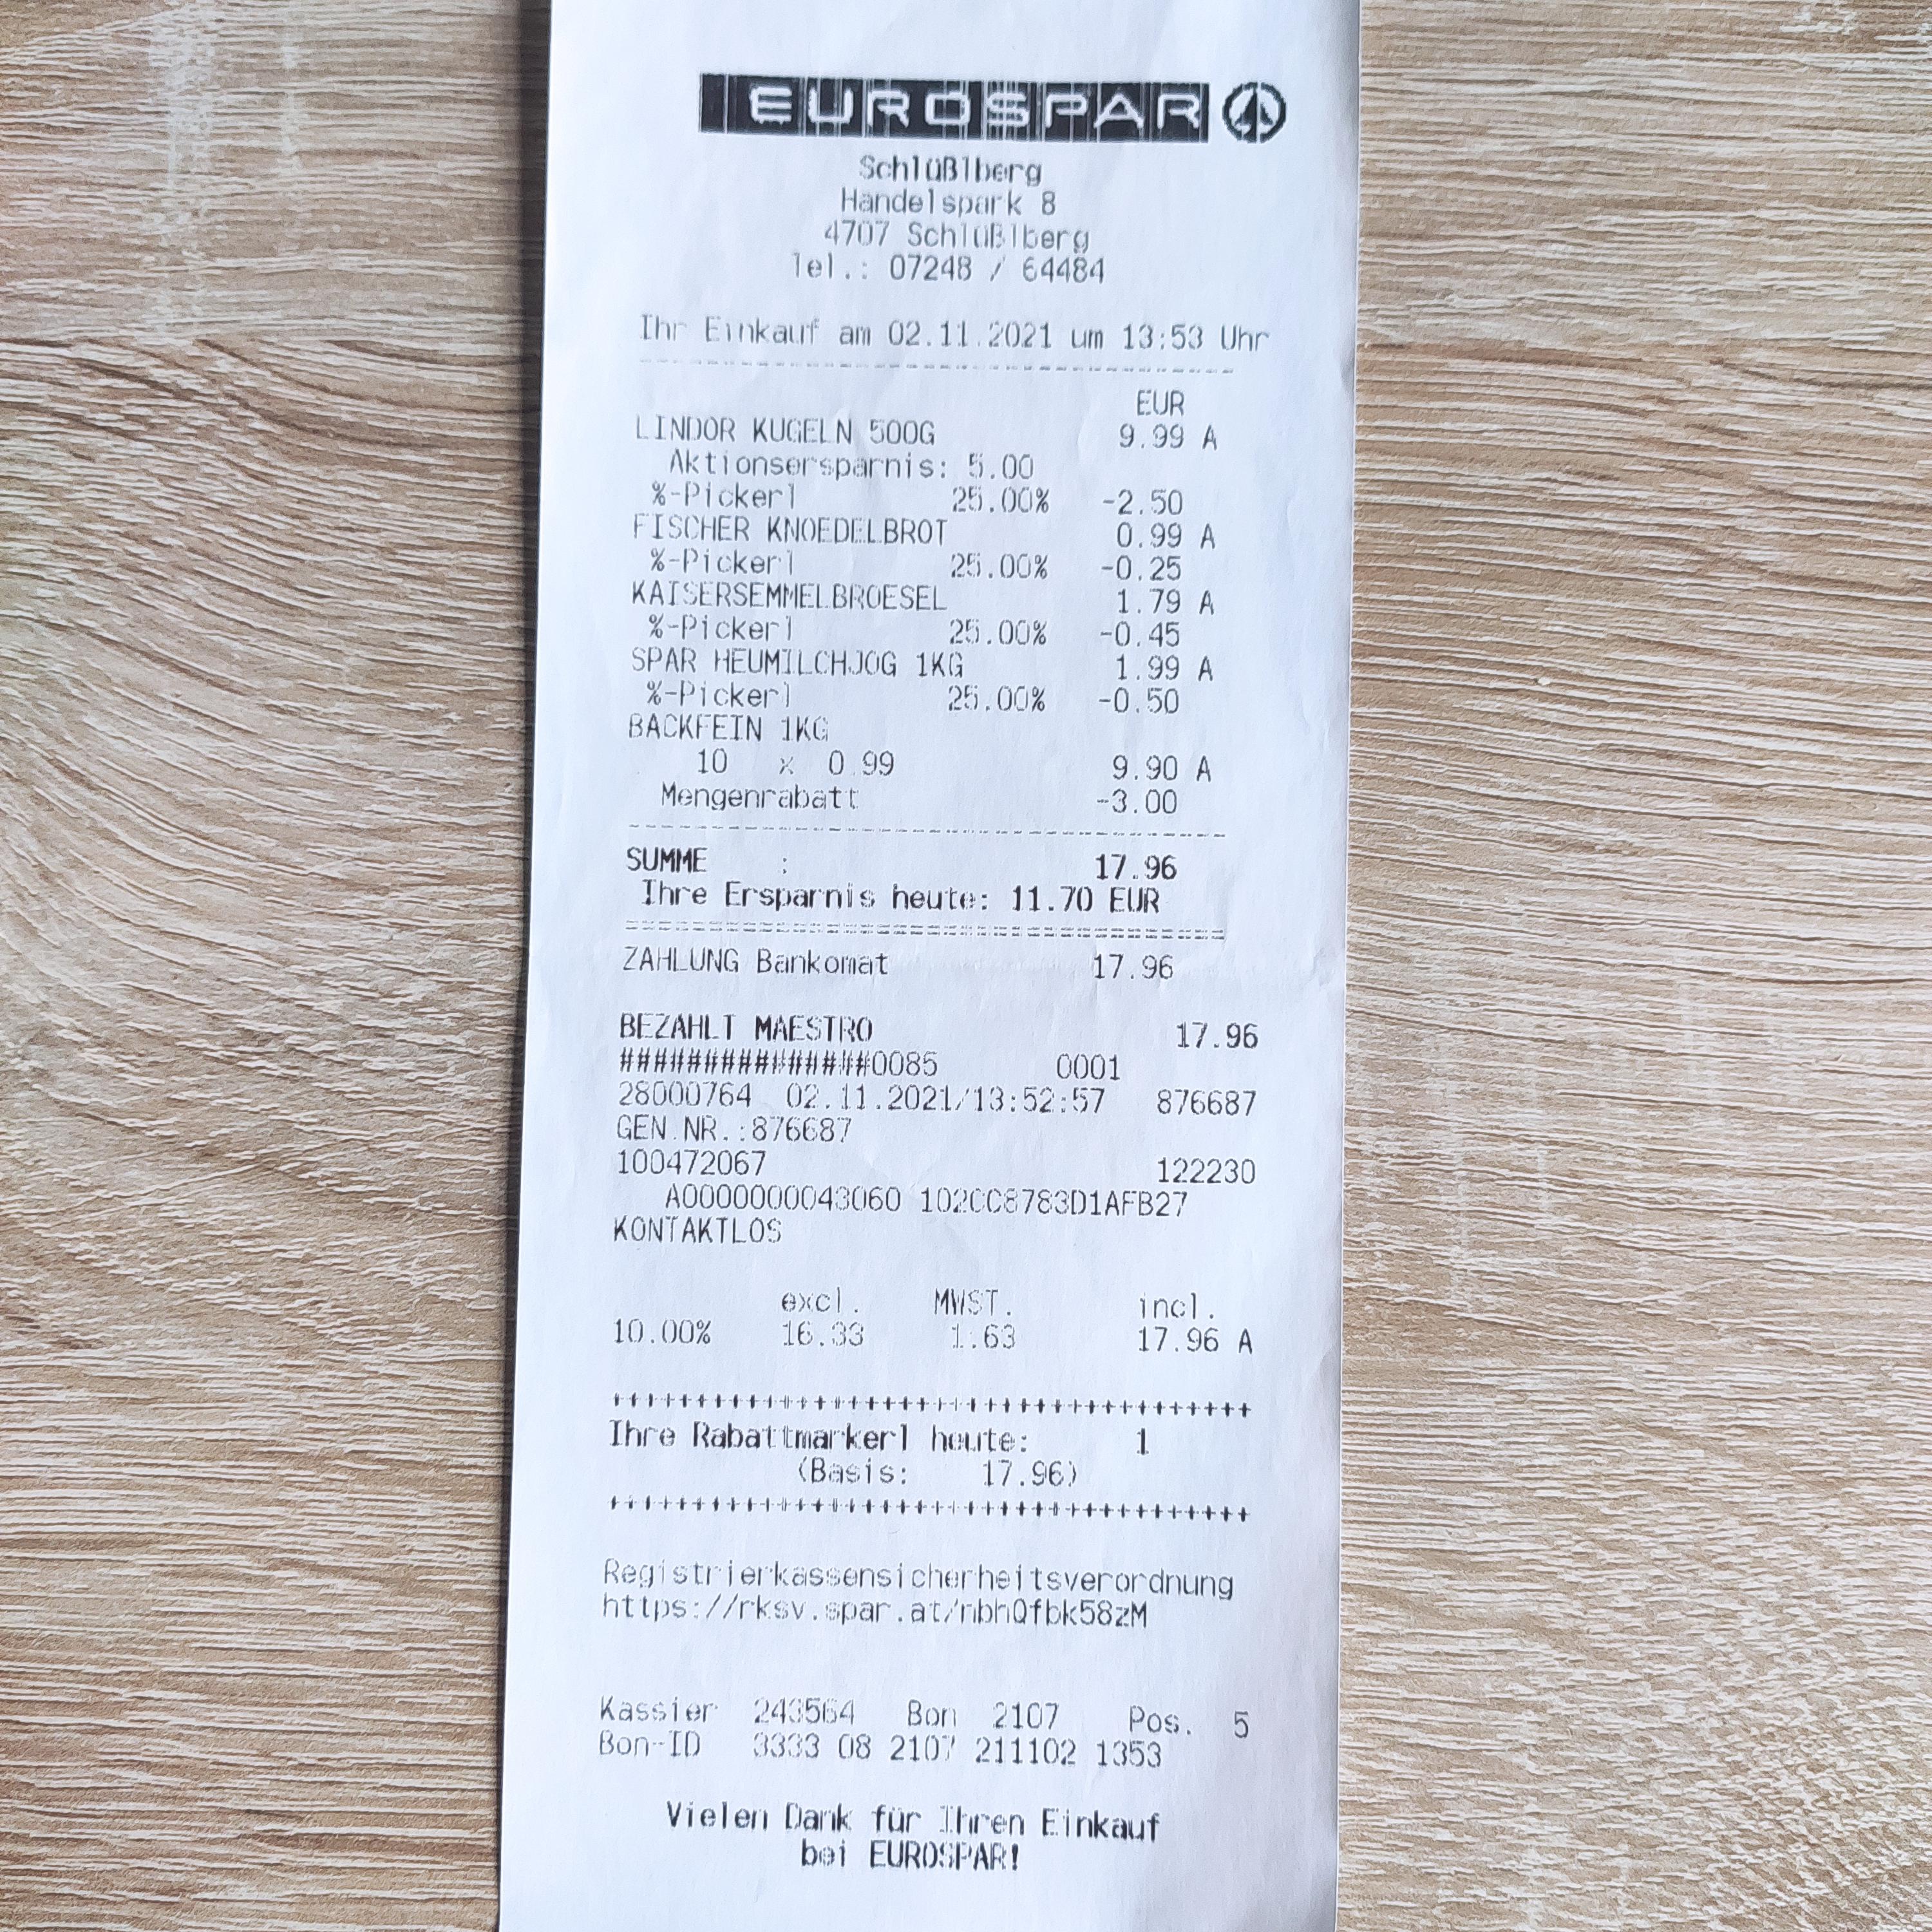 EUROSPAR
Schlüßlberg
Handelspark 8
4707 Schlüßlberg
Tel.: 07248 / 64484
Ihr Einkauf am 02.11.2021 um 13:53 Uhr
EUR
LINDOR KUGELN 500G 9.99 A
Aktionsersparnis: 5.00
%-Pickerl 25.00% -2.50
FISCHER KNOEDELBROT 0.99 A
%-Pickerl 25.00% -0.25
KAISERSEMMELBROESEL 1.79 A
%-Pickerl 25.00% -0.45
SPAR HEUMILCHJOG 1KG 1.99 A
%-Pickerl 25.00% -0.50
BACKFEIN 1KG
10 x 0.99 9.90 A
Mengenrabatt -3.00
SUMME : 17.96
Ihre Ersparnis heute: 11.70 EUR
ZAHLUNG Bankomat 17.96
BEZAHLT MAESTRO 17.96
###############0085 0001
28000764 02.11.2021/13:52:57 876687
GEN.NR.:876687
100472067 122230
A0000000043060 102CC8783D1AFB27
KONTAKTLOS
excl. MWST. incl.
10.00% 16.33 1.63 17.96 A
+++++++++++++++++++++++++++++++++++++++
Ihre Rabattmarkerl heute: 1
(Basis: 17.96)
+++++++++++++++++++++++++++++++++++++++
Registrierkassensicherheitsverordnung
https://rksv.spar.at/nbhQfbk58zM
Kassier 243564 Bon 2107 Pos. 5
Bon-ID 3333 08 2107 211102 1353
Vielen Dank für Ihren Einkauf
bei EUROSPAR!